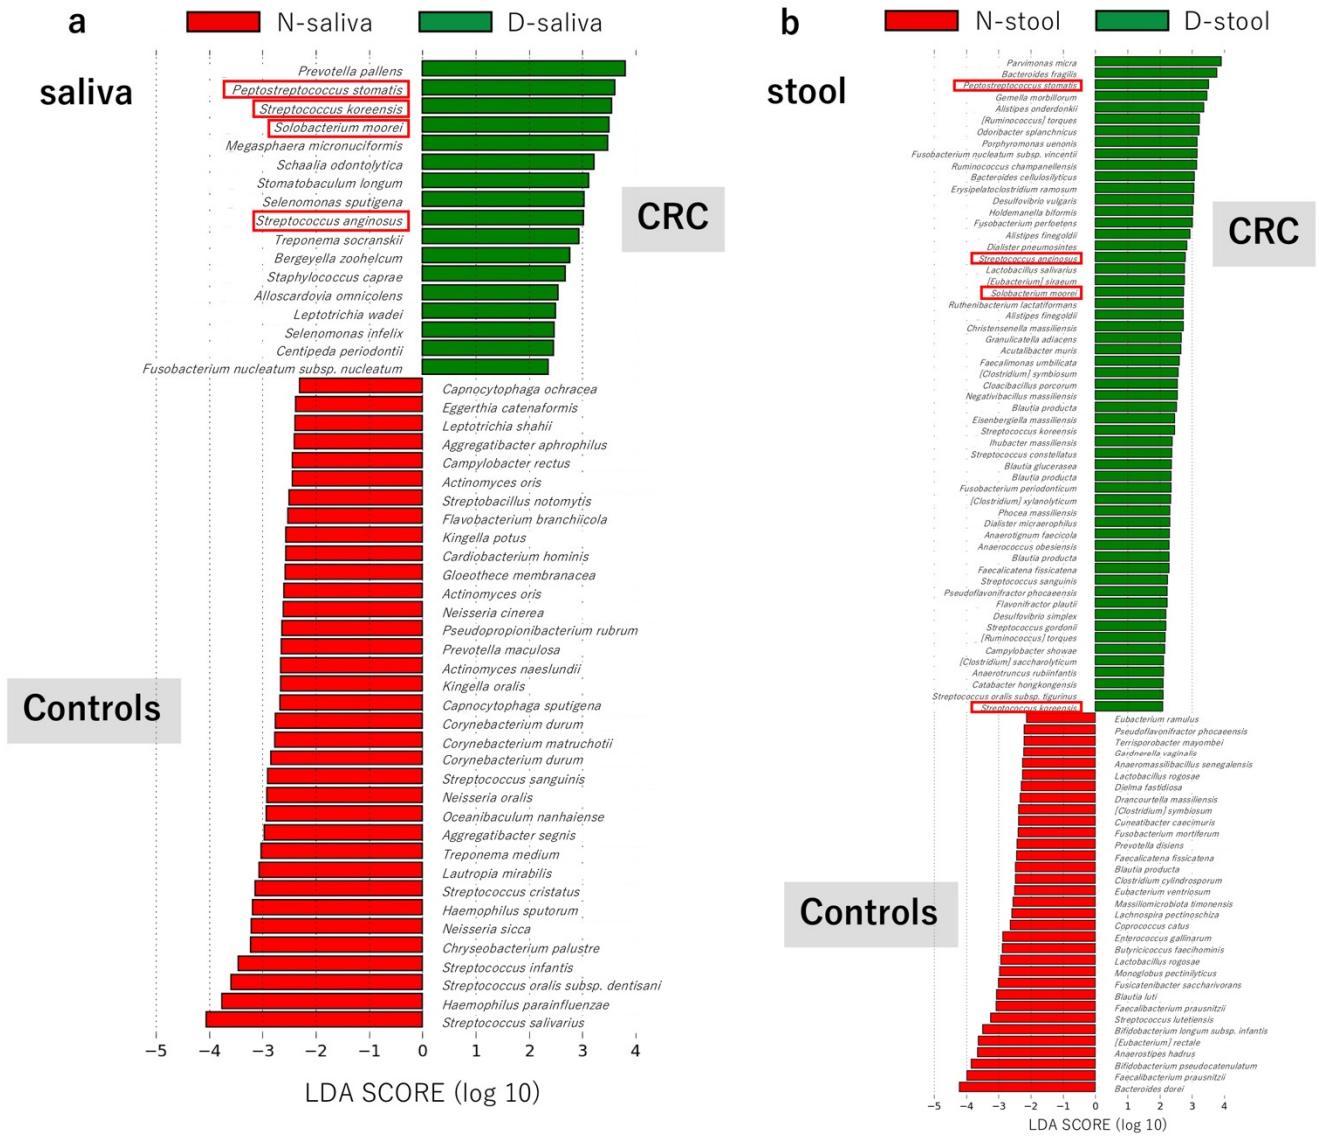 a
N-saliva
D-saliva
saliva
Prevotella pallens
Peptostreptococcus stomatis
Streptococcus koreensis
Solobacterium moorei
Megasphaera micronuciformis
Schaalia odontolytica
Stomatobaculum longum
Selenomonas sputigena
Streptococcus anginosus
Treponema socranskii
Bergeyella zoohelcum
Staphylococcus caprae
Alloscardovia omnicolens
Leptotrichia wadei
Selenomonas infelix
Centipeda periodontii
Fusobacterium nucleatum subsp. nucleatum
CRC
Capnocytophaga ochracea
Eggerthia catenaformis
Leptotrichia shahii
Aggregatibacter aphrophilus
Campylobacter rectus
Actinomyces oris
Streptobacillus notomytis
Flavobacterium branchiicola
Kingella potus
Cardiobacterium hominis
Gloeothece membranacea
Actinomyces oris
Neisseria cinerea
Pseudopropionibacterium rubrum
Prevotella maculosa
Actinomyces naeslundii
Kingella oralis
Capnocytophaga sputigena
Corynebacterium durum
Corynebacterium matruchotii
Corynebacterium durum
Streptococcus sanguinis
Neisseria oralis
Oceanibaculum nanhaiense
Aggregatibacter segnis
Treponema medium
Lautropia mirabilis
Streptococcus cristatus
Haemophilus sputorum
Neisseria sicca
Chryseobacterium palustre
Streptococcus infantis
Streptococcus oralis subsp. dentisani
Haemophilus parainfluenzae
Streptococcus salivarius
Controls
−5 −4 −3 −2 −1 0 1 2 3 4
LDA SCORE (log 10)
b
N-stool
D-stool
stool
Parvimonas micra
Bacteroides fragilis
Peptostreptococcus stomatis
Gemella morbillorum
Alistipes onderdonkii
[Ruminococcus] torques
Odoribacter splanchnicus
Porphyromonas uenonis
Fusobacterium nucleatum subsp. vincentii
Ruminococcus champanellensis
Bacteroides cellulosilyticus
Erysipelatoclostridium ramosum
Desulfovibrio vulgaris
Holdemanella biformis
Fusobacterium perfoetens
Alistipes finegoldii
Dialister pneumosintes
Streptococcus anginosus
Lactobacillus salivarius
[Eubacterium] siraeum
Solobacterium moorei
Ruthenibacterium lactatiformans
Alistipes finegoldii
Christensenella massiliensis
Granulicatella adiacens
Acutalibacter muris
Faecalimonas umbilicata
[Clostridium] symbiosum
Cloacibacillus porcorum
Negativibacillus massiliensis
Blautia producta
Eisenbergiella massiliensis
Streptococcus koreensis
Ihubacter massiliensis
Streptococcus constellatus
Blautia glucerasea
Blautia producta
Fusobacterium periodonticum
[Clostridium] xylanolyticum
Phocea massiliensis
Dialister micraerophilus
Anaerotignum faecicola
Anaerococcus obesiensis
Blautia producta
Faecalicatena fissicatena
Streptococcus sanguinis
Pseudoflavonifractor phocaeensis
Flavonifractor plautii
Desulfovibrio simplex
Streptococcus gordonii
[Ruminococcus] torques
Campylobacter showae
[Clostridium] saccharolyticum
Anaerotruncus rubiinfantis
Catabacter hongkongensis
Streptococcus oralis subsp. tigurinus
Streptococcus koreensis
CRC
Eubacterium ramulus
Pseudoflavonifractor phocaeensis
Terrisporobacter mayombei
Gardnerella vaginalis
Anaeromassilibacillus senegalensis
Lactobacillus rogosae
Dielma fastidiosa
Drancourtella massiliensis
[Clostridium] symbiosum
Cuneatibacter caecimuris
Fusobacterium mortiferum
Prevotella disiens
Faecalicatena fissicatena
Blautia producta
Clostridium cylindrosporum
Eubacterium ventriosum
Massiliomicrobiota timonensis
Lachnospira pectinoschiza
Coprococcus catus
Enterococcus gallinarum
Butyricicoccus faecihominis
Lactobacillus rogosae
Monoglobus pectinilyticus
Fusicatenibacter saccharivorans
Blautia luti
Faecalibacterium prausnitzii
Streptococcus lutetiensis
Bifidobacterium longum subsp. infantis
[Eubacterium] rectale
Anaerostipes hadrus
Bifidobacterium pseudocatenulatum
Faecalibacterium prausnitzii
Bacteroides dorei
Controls
−5 −4 −3 −2 −1 0 1 2 3 4
LDA SCORE (log 10)